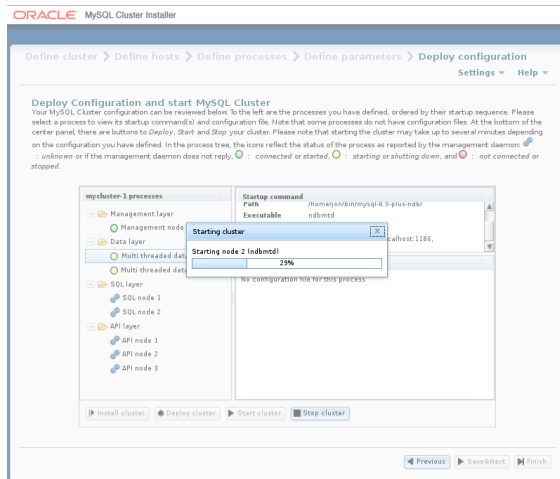 ORACLE MySQL Cluster Installer
Define cluster > Define hosts > Define processes > Define parameters > Deploy configuration
Settings Help
Deploy Configuration and start MySQL Cluster
Your MySQL Cluster configuration can be reviewed below. To the left are the processes you have defined, ordered by their startup sequence. Please
select a process to view its startup command(s) and configuration file. Note that some processes do not have configuration files. At the bottom of the
center panel, there are buttons to Deploy, Start and Stop your cluster. Please note that starting the cluster may take up to several minutes depending
on the configuration you have defined. In the process tree, the icons reflect the status of the process as reported by the management daemon:
: unknown or if the management daemon does not reply, : connected or started, : starting or shutting down, and : not connected or
stopped.
mycluster-1 processes
Management layer
Management node
Data layer
Multi threaded data
Multi threaded data
SQL layer
SQL node 1
SQL node 2
API layer
API node 1
API node 2
API node 3
Startup command
Path /home/jon/bin/mysql-8.0-plus-ndb/
Executable ndbmtd
calhost:1186,
No configuration file for this process
Starting cluster X
Starting node 2 (ndbmtd)
29%
Install cluster Deploy cluster Start cluster Stop cluster
Previous Save&Next Finish